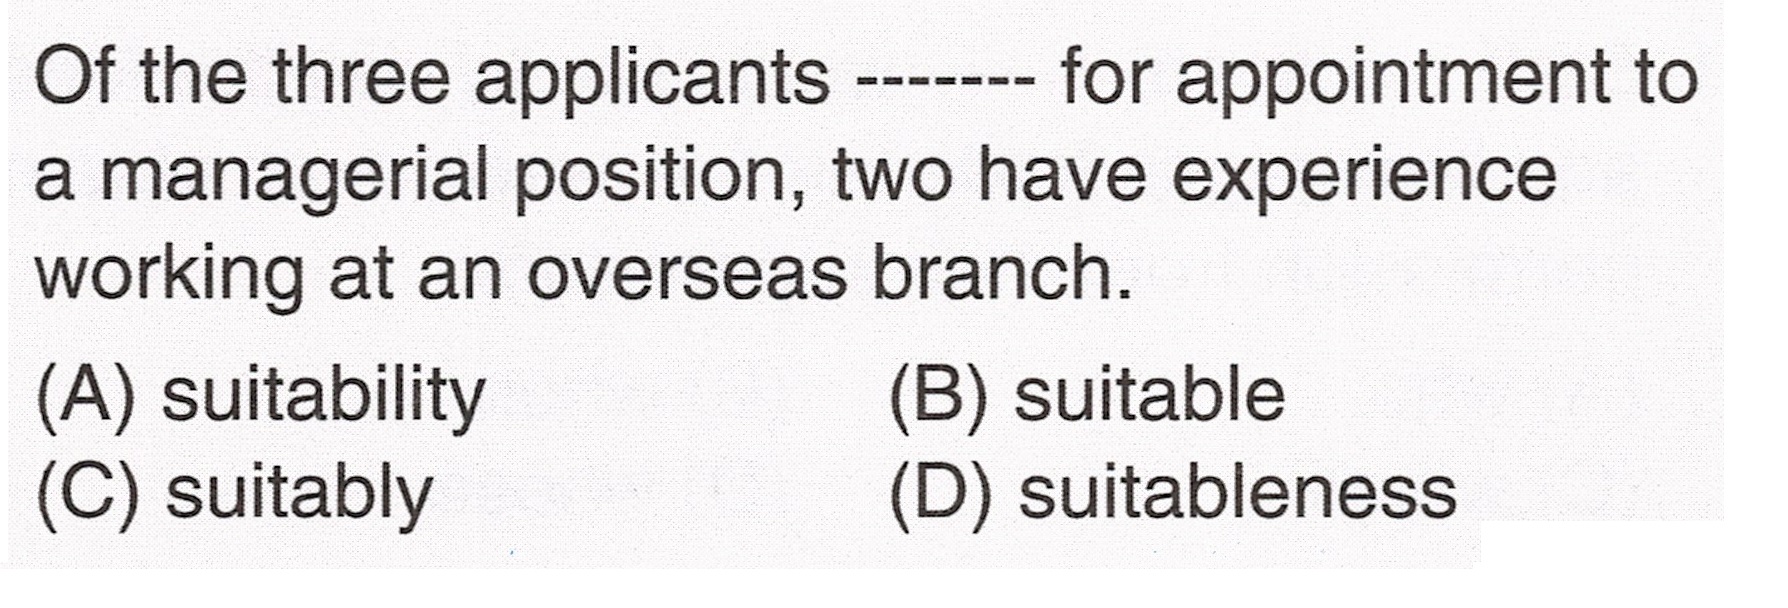 Of the three applicants ------- for appointment to
a managerial position, two have experience
working at an overseas branch.
(A) suitability (B) suitable
(C) suitably (D) suitableness